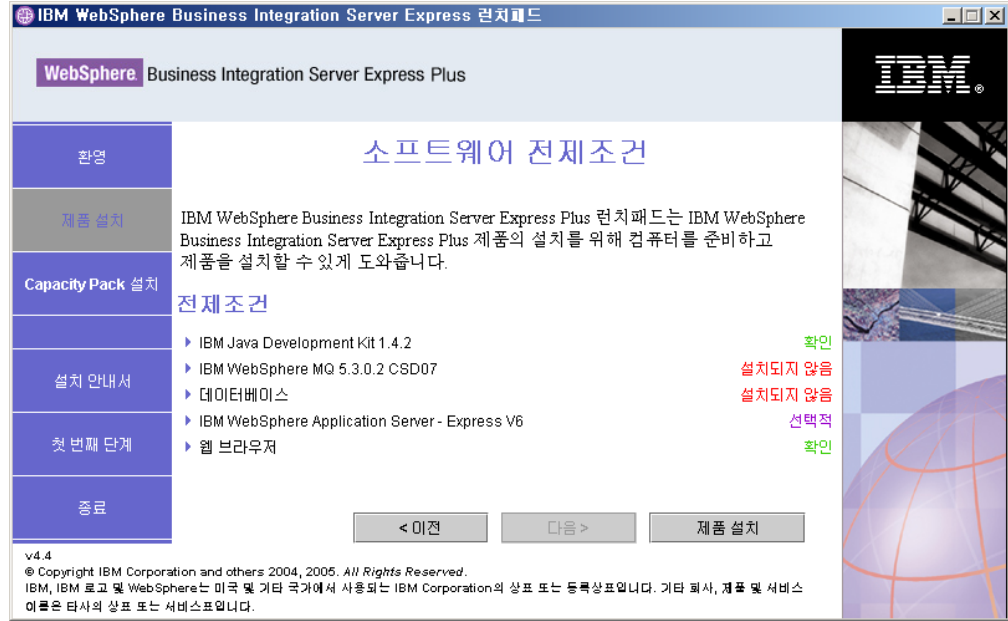 IBM WebSphere Business Integration Server Express 런치패드
WebSphere. Business Integration Server Express Plus
IBM®
환영
제품 설치
Capacity Pack 설치
설치 안내서
첫 번째 단계
종료
소프트웨어 전제조건
IBM WebSphere Business Integration Server Express Plus 런치패드는 IBM WebSphere
Business Integration Server Express Plus 제품의 설치를 위해 컴퓨터를 준비하고
제품을 설치할 수 있게 도와줍니다.
전제조건
IBM Java Development Kit 1.4.2 확인
IBM WebSphere MQ 5.3.0.2 CSD07 설치되지 않음
데이터베이스 설치되지 않음
IBM WebSphere Application Server - Express V6 선택적
웹 브라우저 확인
< 이전 다음 > 제품 설치
v4.4
© Copyright IBM Corporation and others 2004, 2005. All Rights Reserved.
IBM, IBM 로고 및 WebSphere는 미국 및 기타 국가에서 사용되는 IBM Corporation의 상표 또는 등록상표입니다. 기타 회사, 제품 및 서비스
이름은 타사의 상표 또는 서비스표입니다.